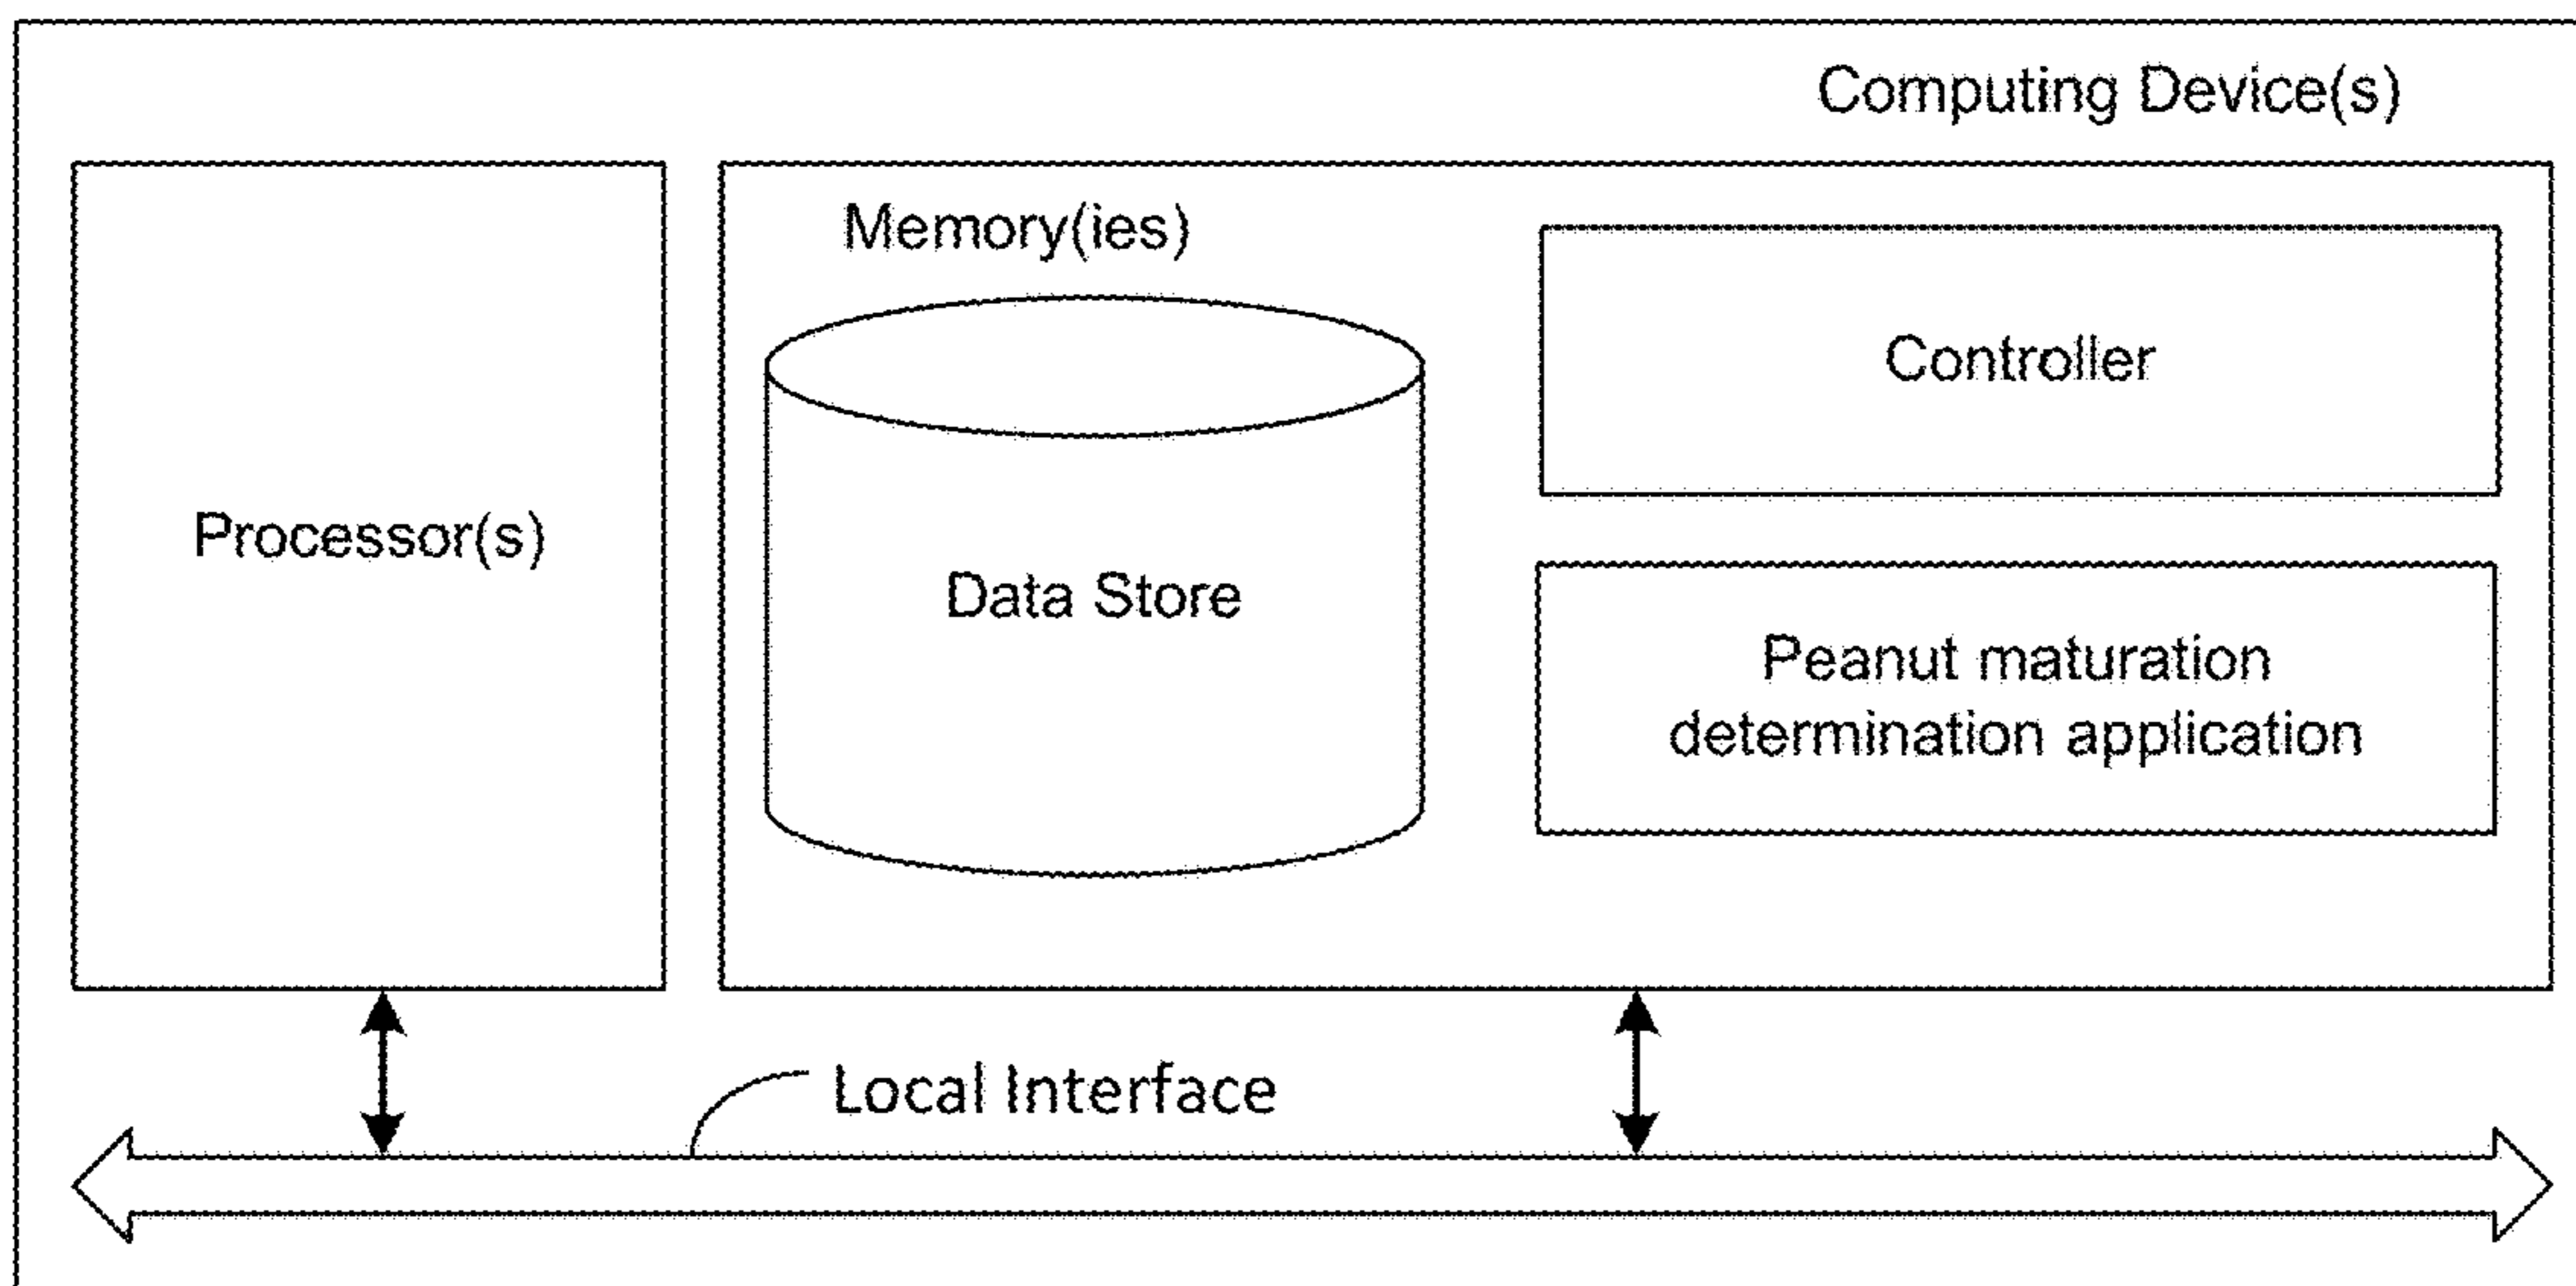 Computing Device(s)
Processor(s)
Memory(ies)
Data Store
Controller
Peanut maturation
determination application
Local Interface